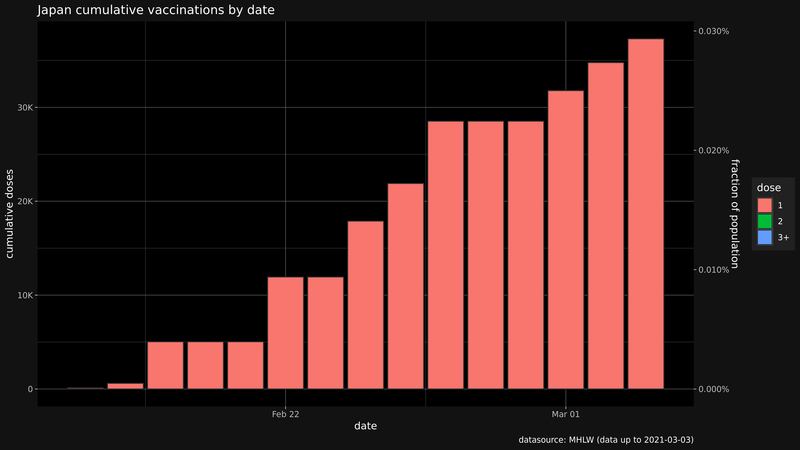 Japan cumulative vaccinations by date
0.030%
30K
0.020%
20K
0.010%
10K
0
0.000%
cumulative doses
fraction of population
dose
1
2
3+
Feb 22
Mar 01
date
datasource: MHLW (data up to 2021-03-03)